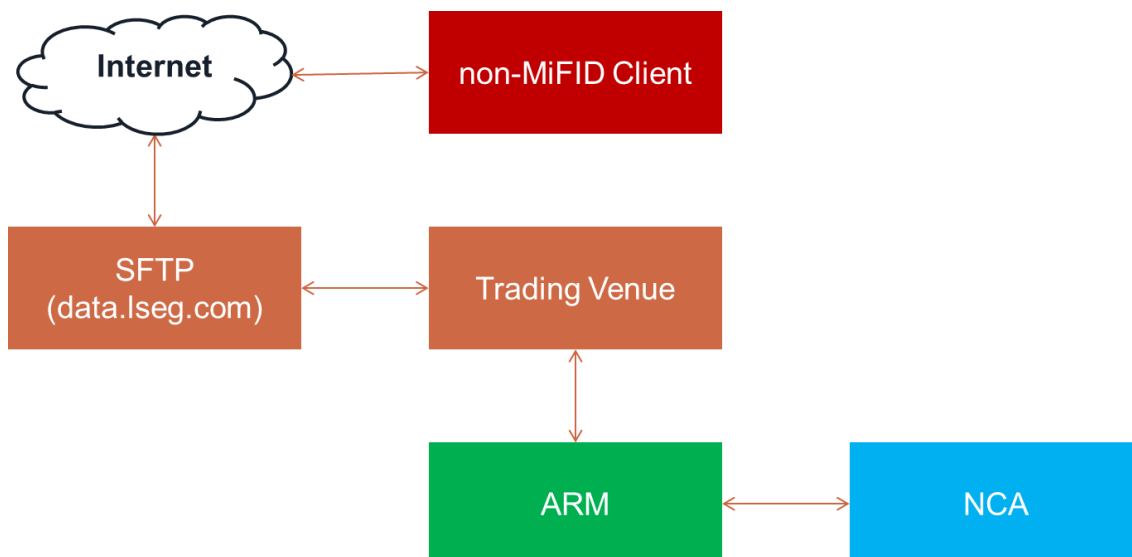 Internet
non-MiFID Client
SFTP
(data.lseg.com)
Trading Venue
ARM
NCA